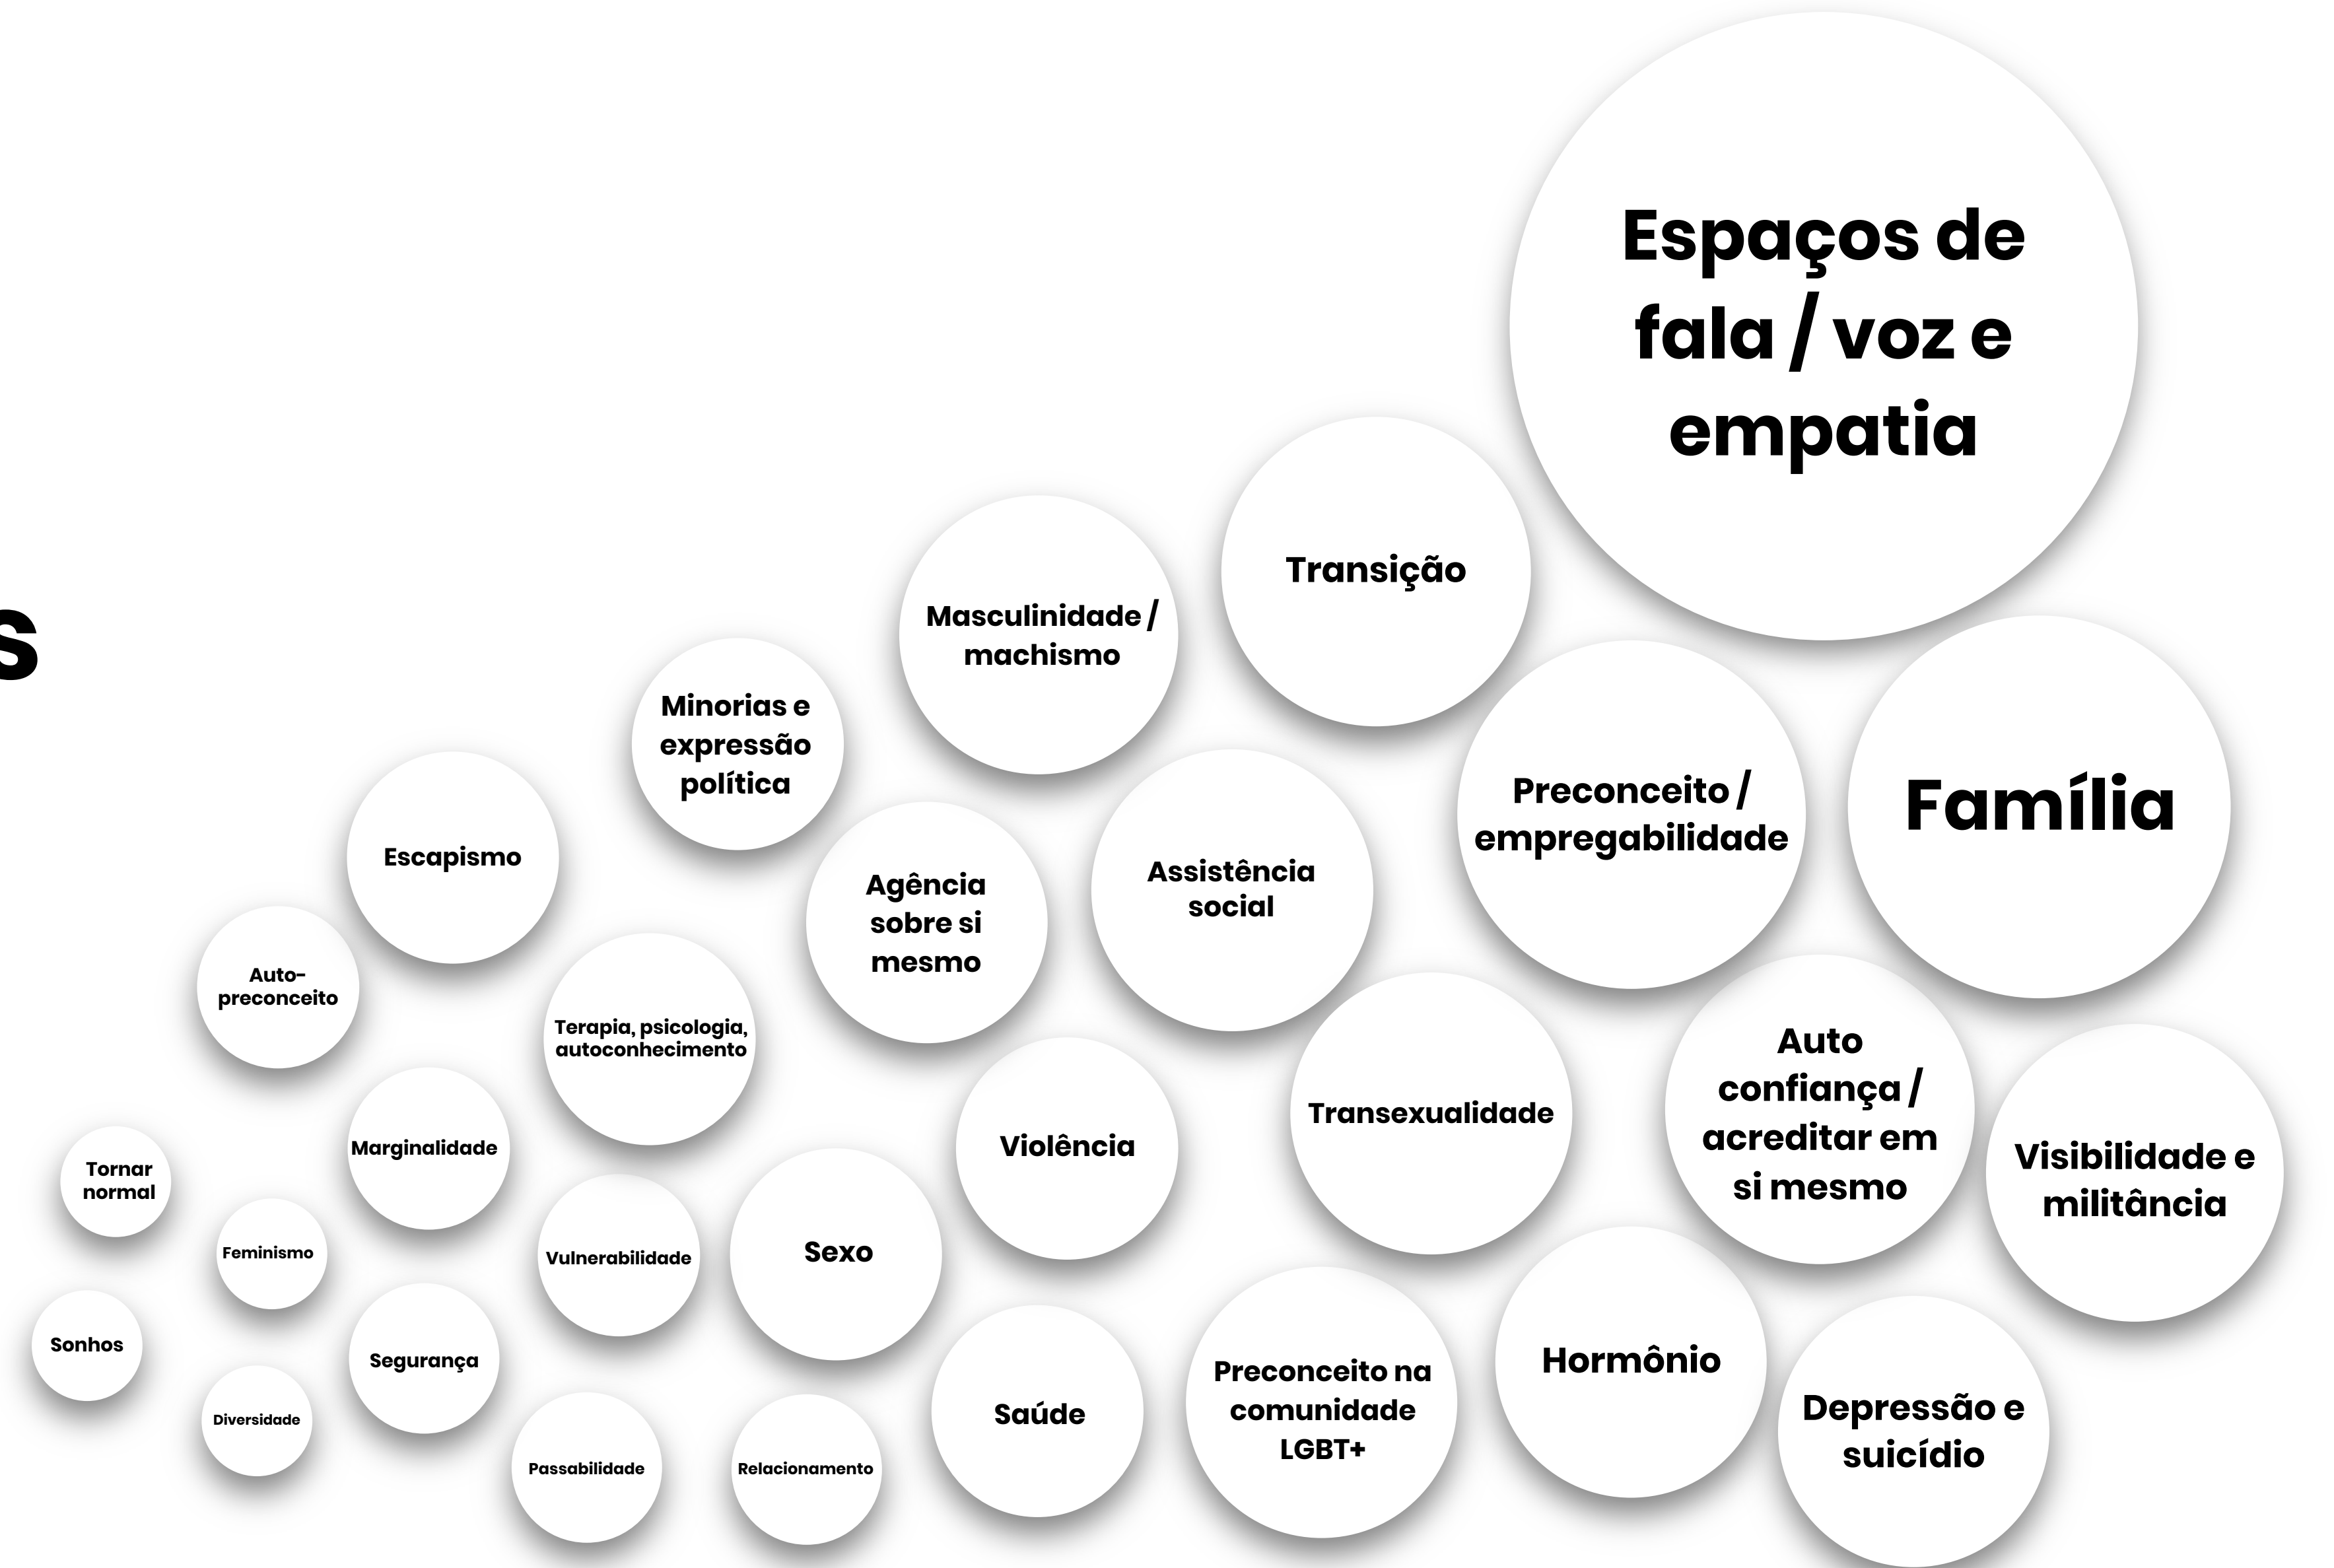 Espaços de
fala / voz e
empatia
Transição
Masculinidade /
machismo
s
Minorias e
expressão
política
Preconceito /
empregabilidade
Família
Escapismo
Agência
sobre si
mesmo
Assistência
social
Auto-
preconceito
Terapia, psicologia,
autoconhecimento
Auto
confiança /
acreditar em
si mesmo
Transexualidade
Violência
Marginalidade
Visibilidade e
militância
Tornar
normal
Feminismo
Vulnerabilidade
Sexo
Sonhos
Segurança
Hormônio
Preconceito na
comunidade
LGBT+
Saúde
Depressão e
suicídio
Diversidade
Passabilidade
Relacionamento